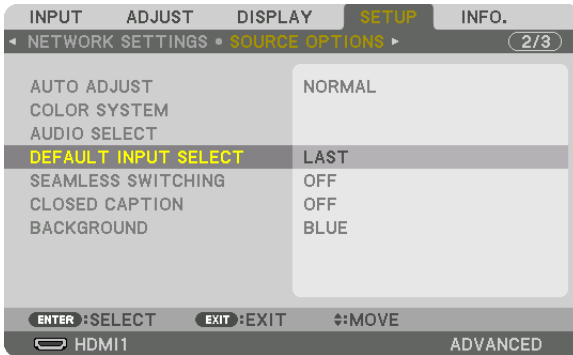 INPUT ADJUST DISPLAY SETUP INFO.
◂ NETWORK SETTINGS • SOURCE OPTIONS ▸ 2/3
AUTO ADJUST NORMAL
COLOR SYSTEM
AUDIO SELECT
DEFAULT INPUT SELECT LAST
SEAMLESS SWITCHING OFF
CLOSED CAPTION OFF
BACKGROUND BLUE
ENTER :SELECT EXIT :EXIT ♦:MOVE
HDMI1 ADVANCED